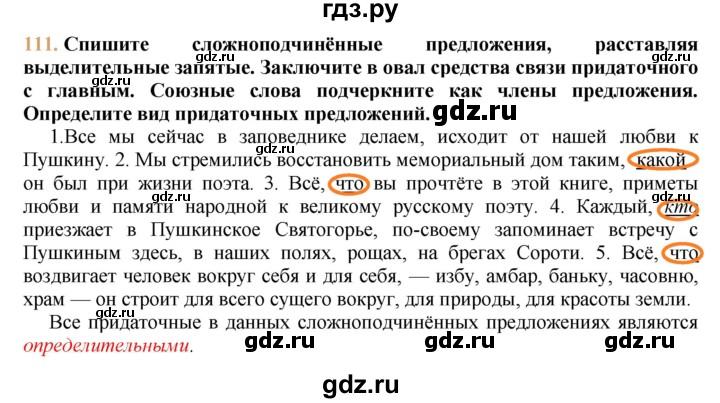 гдз.ру
111. Спишите сложноподчинённые предложения, расставляя
выделительные запятые. Заключите в овал средства связи придаточного
с главным. Союзные слова подчеркните как члены предложения.
Определите вид придаточных предложений.
1.Все мы сейчас в заповеднике делаем, исходит от нашей любви к
Пушкину. 2. Мы стремились восстановить мемориальный дом таким, какой
он был при жизни поэта. 3. Всё, что вы прочтёте в этой книге, приметы
любви и памяти народной к великому русскому поэту. 4. Каждый, кто
приезжает в Пушкинское Святогорье, по-своему запоминает встречу с
Пушкиным здесь, в наших полях, рощах, на брегах Сороти. 5. Всё, что
воздвигает человек вокруг себя и для себя, — избу, амбар, баньку, часовню,
храм — он строит для всего сущего вокруг, для природы, для красоты земли.
Все придаточные в данных сложноподчинённых предложениях являются
определительными.
gdz.ru
gdz.ru
gdz.ru
gdz.ru
gdz.ru
gdz.ru
gdz.ru